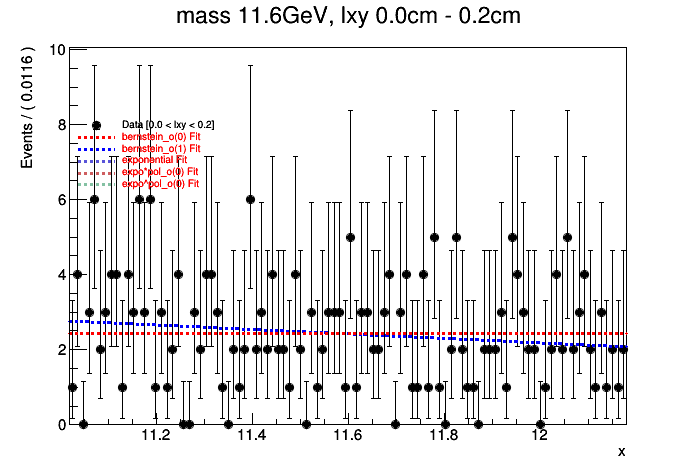 mass 11.6GeV, lxy 0.0cm - 0.2cm
Events / ( 0.0116 )
10
8
6
4
2
0
Data [0.0 < lxy < 0.2]
bernstein_o(0) Fit
bernstein_o(1) Fit
exponential Fit
expo*pol_o(0) Fit
expo^pol_o(0) Fit
11.2 11.4 11.6 11.8 12
x